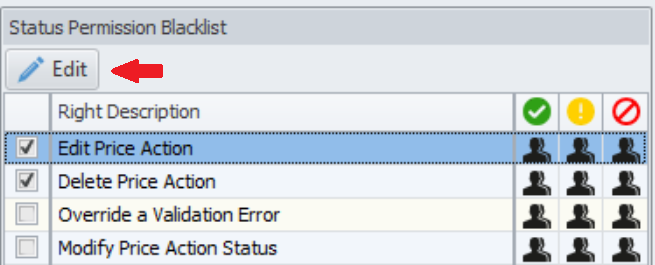 Status Permission Blacklist
Edit
Right Description
Edit Price Action
Delete Price Action
Override a Validation Error
Modify Price Action Status